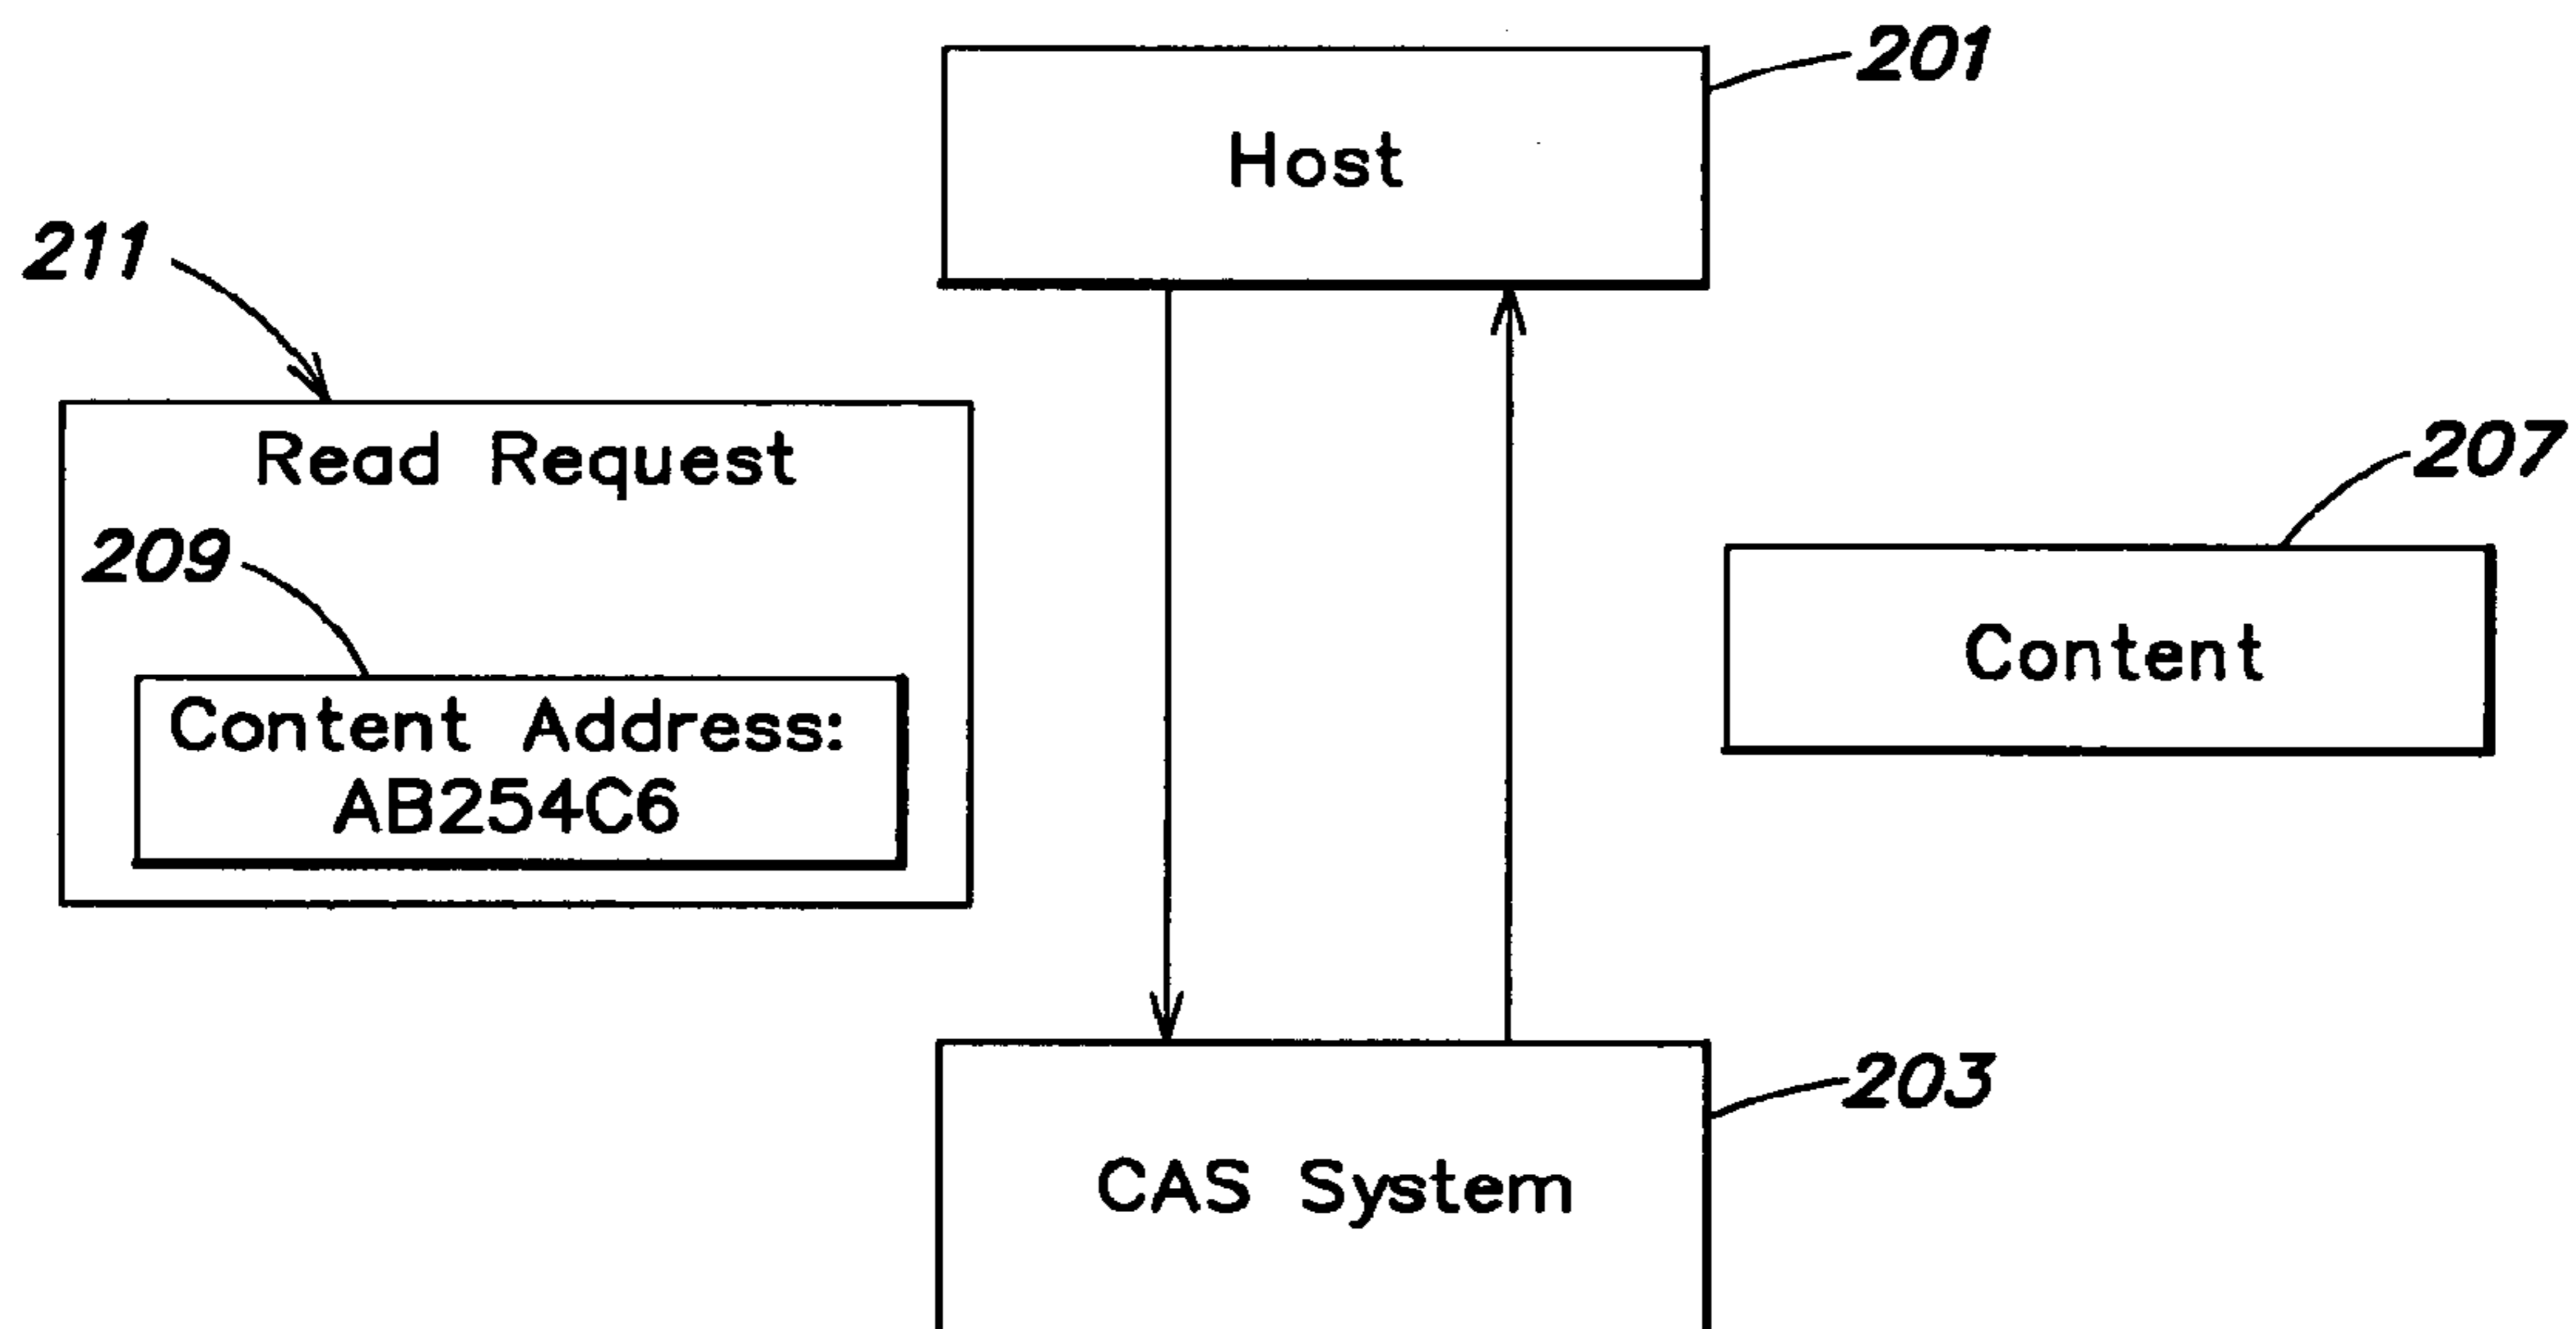 201
Host
211
Read Request
207
209
Content
Content Address:
AB254C6
203
CAS System